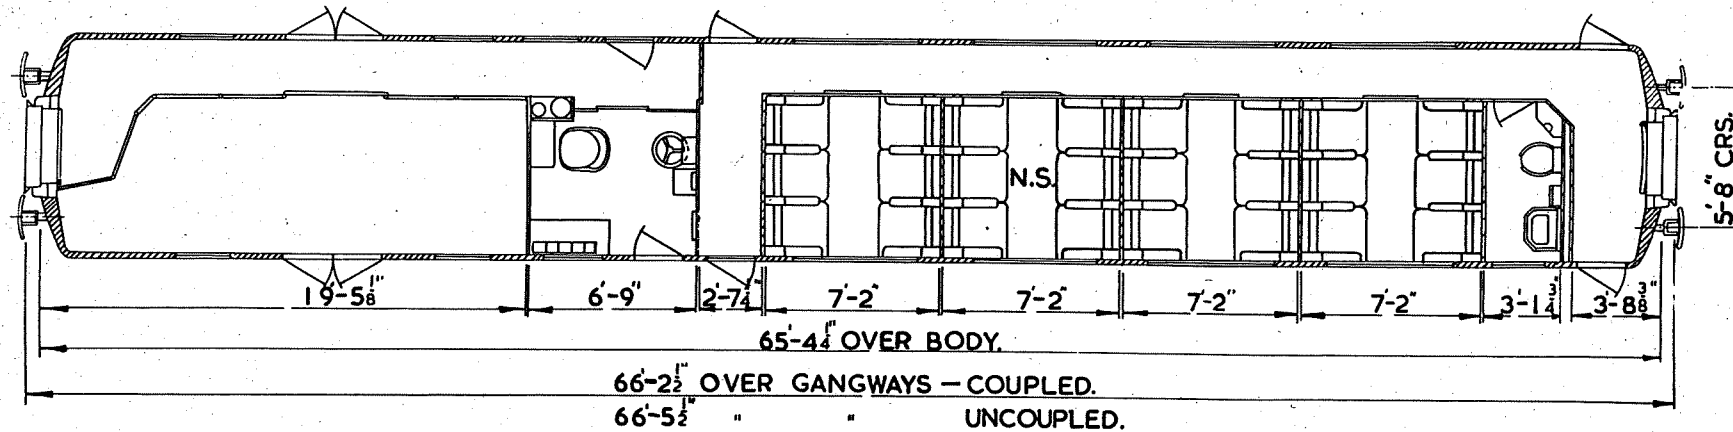 N.S.
5'-8" CRS.
19'-5⅛" 6'-9" 2'-7¼" 7'-2" 7'-2" 7'-2" 7'-2" 3'-1¾" 3'-8⅜"
65'-4¼" OVER BODY.
66'-2½" OVER GANGWAYS – COUPLED.
66'-5½" " " UNCOUPLED.